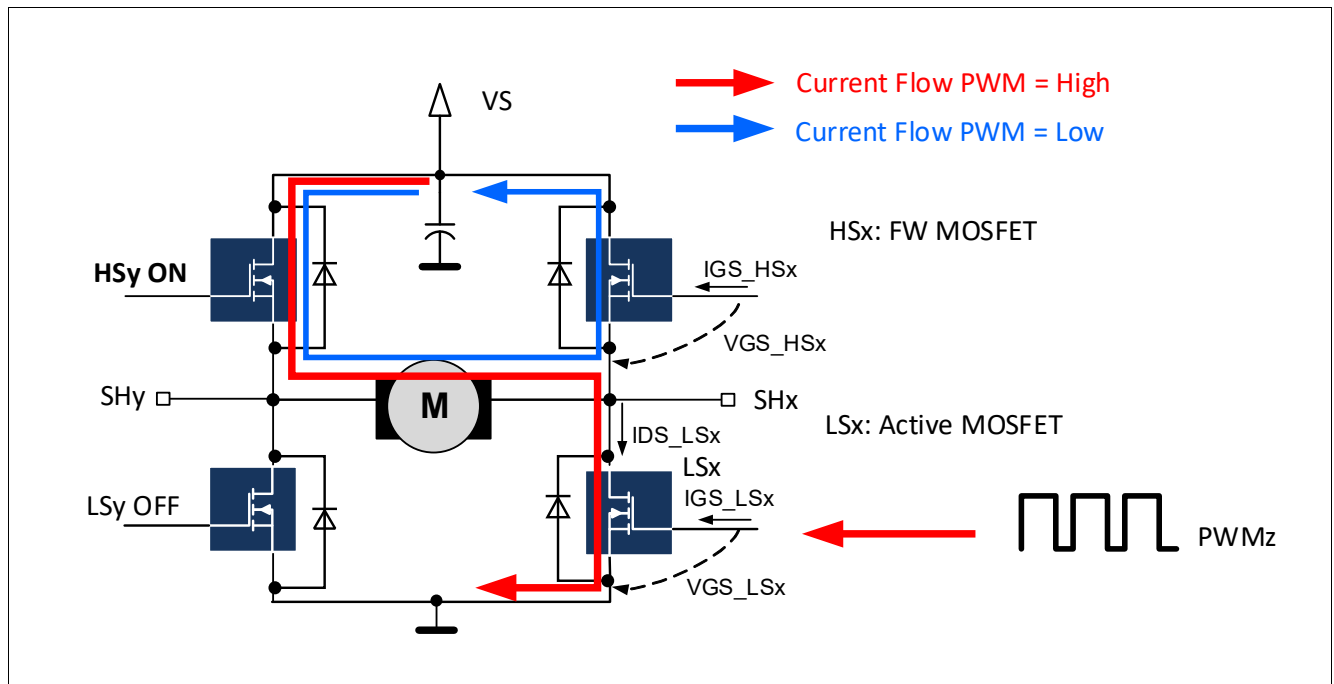 Current Flow PWM = High
VS
Current Flow PWM = Low
HSx: FW MOSFET
HSy ON
IGS_HSx
VGS_HSx
SHy
M
SHx
LSx: Active MOSFET
IDS_LSx
LSx
LSy OFF
IGS_LSx
PWMz
VGS_LSx